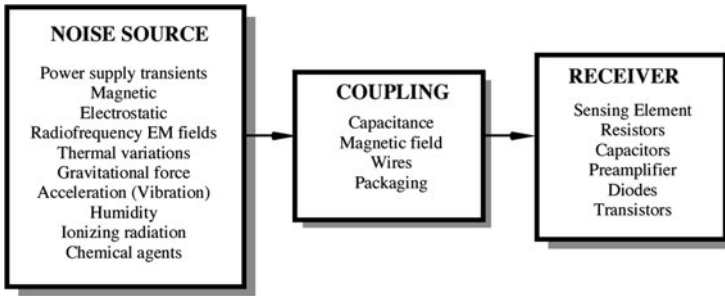 NOISE SOURCE
Power supply transients
Magnetic
Electrostatic
Radiofrequency EM fields
Thermal variations
Gravitational force
Acceleration (Vibration)
Humidity
Ionizing radiation
Chemical agents
COUPLING
Capacitance
Magnetic field
Wires
Packaging
RECEIVER
Sensing Element
Resistors
Capacitors
Preamplifier
Diodes
Transistors